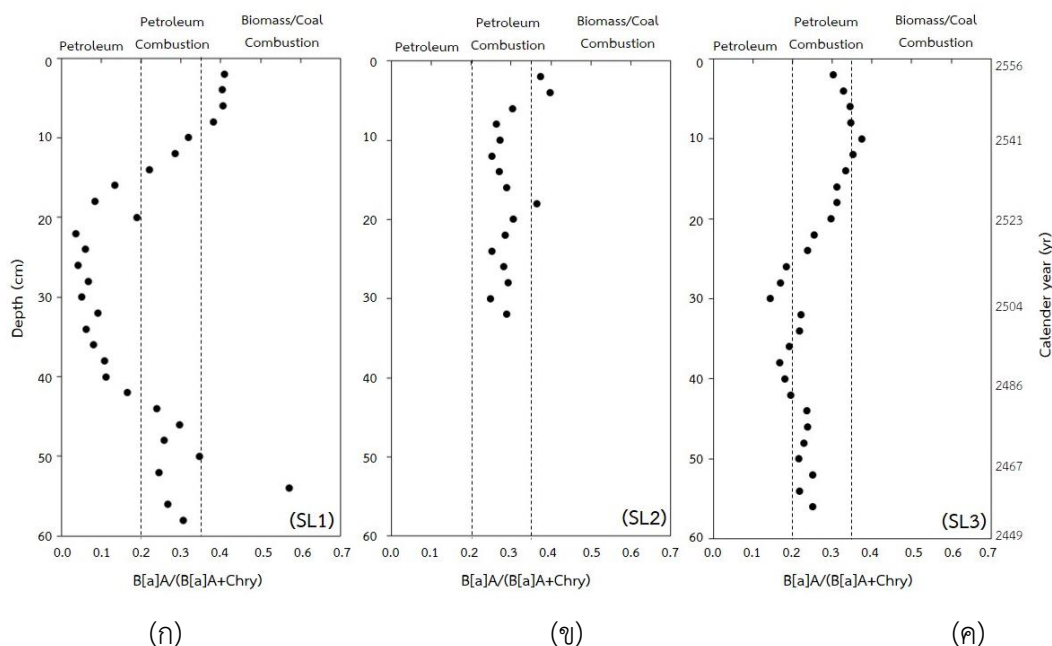 Petroleum
Petroleum
Combustion
Biomass/Coal
Combustion
0
10
20
30
40
50
60
Depth (cm)
(SL1)
0.0 0.1 0.2 0.3 0.4 0.5 0.6 0.7
B[a]A/(B[a]A+Chry)
(ก)
Petroleum
Petroleum
Combustion
Biomass/Coal
Combustion
0
10
20
30
40
50
60
(SL2)
0.0 0.1 0.2 0.3 0.4 0.5 0.6 0.7
B[a]A/(B[a]A+Chry)
(ข)
Petroleum
Petroleum
Combustion
Biomass/Coal
Combustion
0
10
20
30
40
50
60
(SL3)
0.0 0.1 0.2 0.3 0.4 0.5 0.6 0.7
B[a]A/(B[a]A+Chry)
2556
2541
2523
2504
2486
2467
2449
Calender year (yr)
(ค)